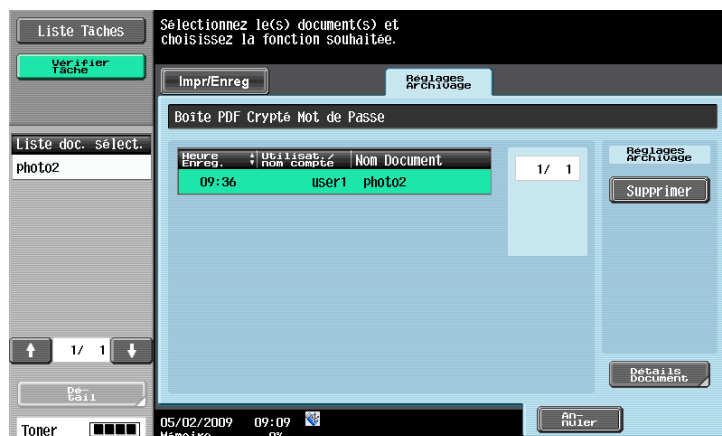 Liste Tâches
Vérifier
Tâche
Sélectionnez le(s) document(s) et
choisissez la fonction souhaitée.
Impr/Enreg
Réglages
Archivage
Boîte PDF Crypté Mot de Passe
Liste doc. sélect.
photo2
Heure
Enreg.
Utilisat./
nom compte
Nom Document
09:36 user1 photo2
1/ 1
Réglages
Archivage
Supprimer
1/ 1
Dé-
tail
Détails
Document
Toner
05/02/2009 09:09
Mémoire 0%
An-
nuler